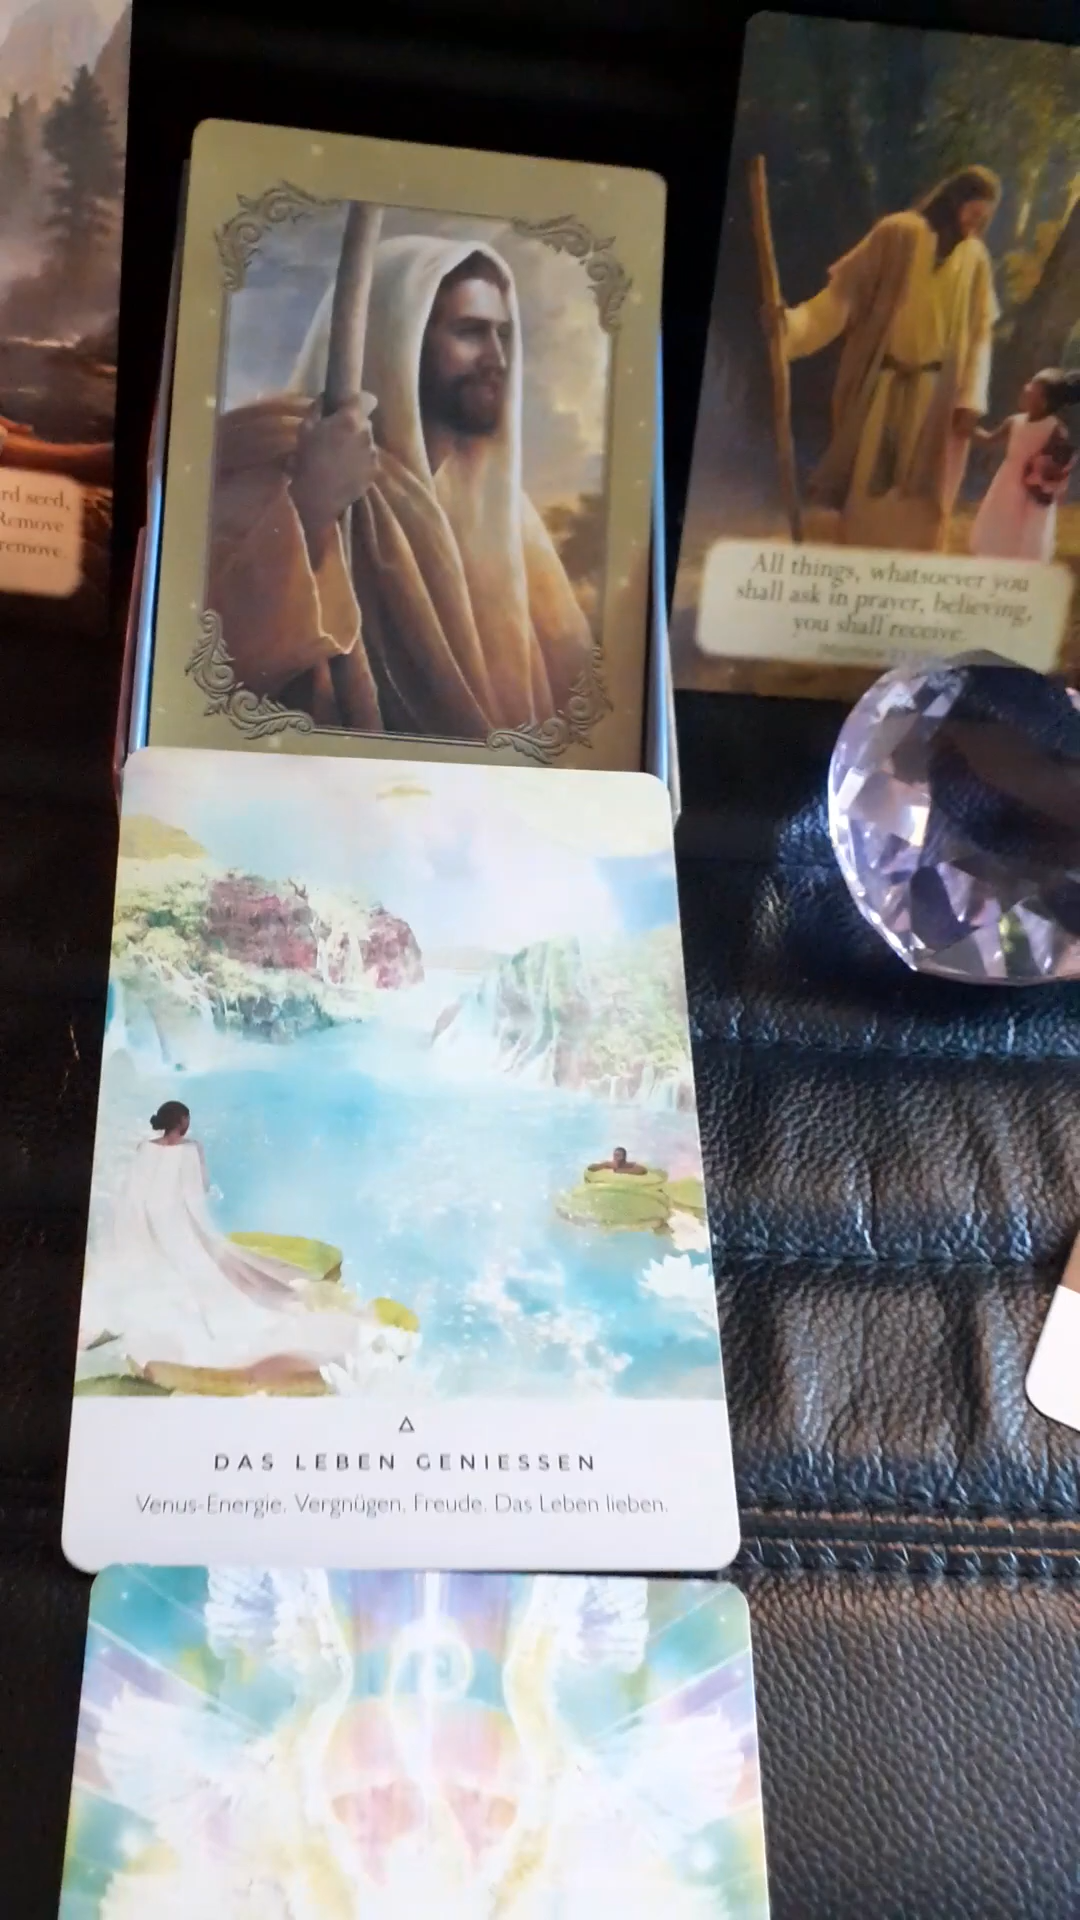 rd seed,
Remove
remove.
All things, whatsoever you
shall ask in prayer, believing,
you shall receive.
DAS LEBEN GENIESSEN
Venus-Energie. Vergnügen. Freude. Das Leben lieben.